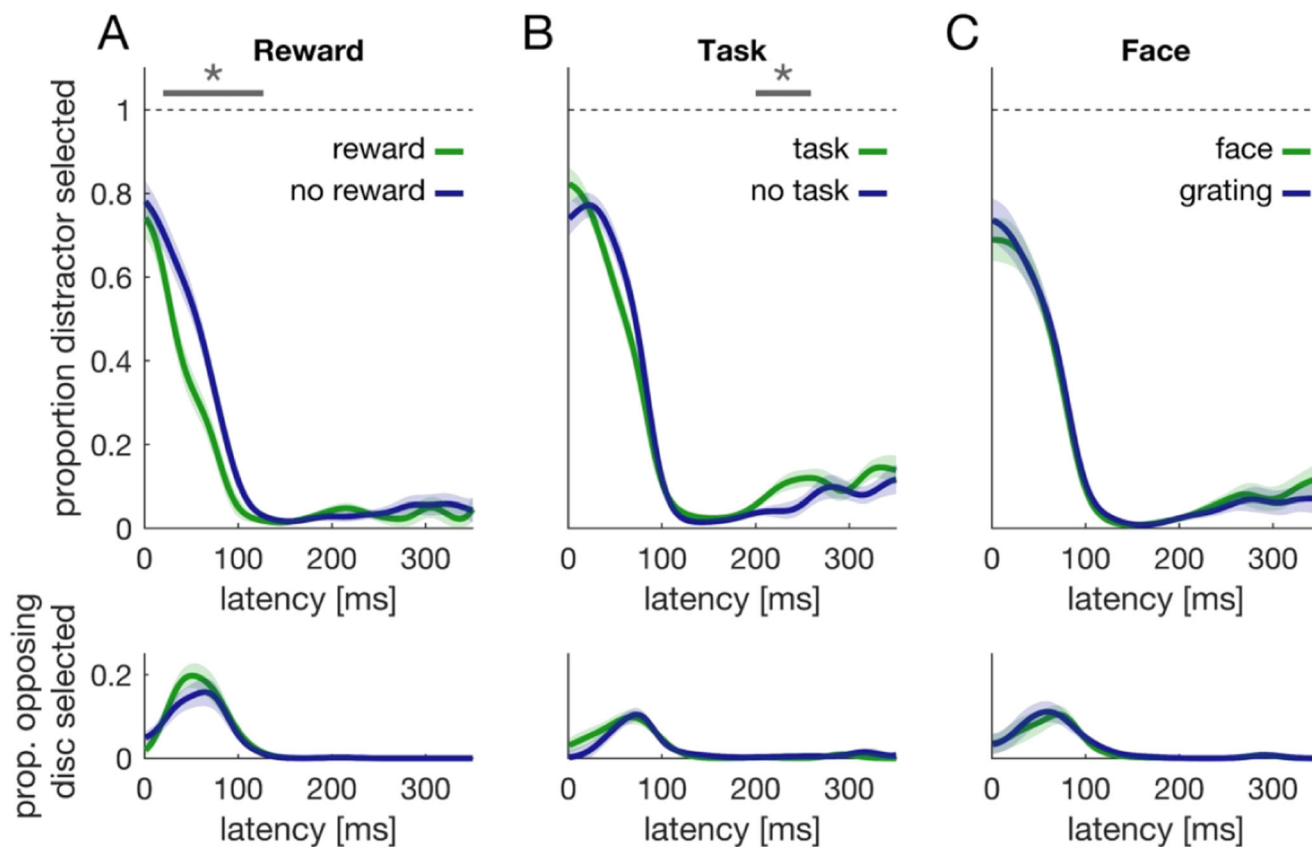 A
Reward
*
proportion distractor selected
1
0.8
0.6
0.4
0.2
0
reward
no reward
0 100 200 300
latency [ms]
B
Task
*
task
no task
0 100 200 300
latency [ms]
C
Face
face
grating
0 100 200 300
latency [ms]
prop. opposing
disc selected
0.2
0
0 100 200 300
latency [ms]
0 100 200 300
latency [ms]
0 100 200 300
latency [ms]